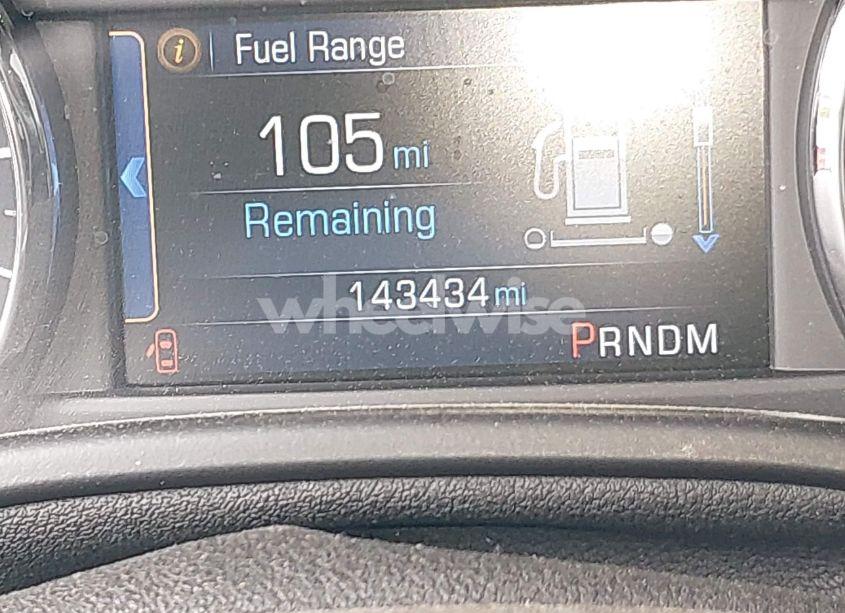 i Fuel Range
105 mi
Remaining
143434 mi
wheelwise
PRNDM